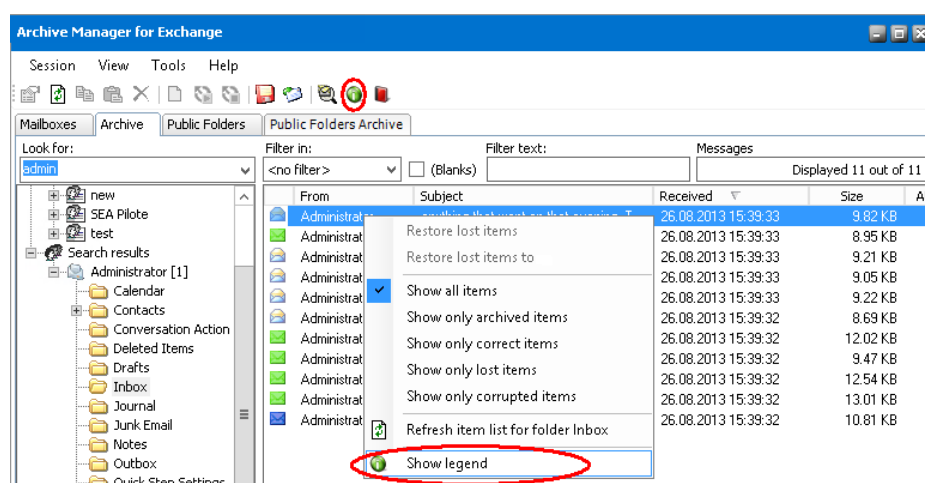 Archive Manager for Exchange
Session View Tools Help
Mailboxes Archive Public Folders Public Folders Archive
Look for: Filter in: Filter text: Messages
admin <no filter> (Blanks) Displayed 11 out of 11
From Subject Received Size A
new
SEA Pilote
test
Search results
Administrator [1]
Calendar
Contacts
Conversation Action
Deleted Items
Drafts
Inbox
Journal
Junk Email
Notes
Outbox
Quick Step Settings
Administrator 26.08.2013 15:39:33 9.82 KB
Administrat 26.08.2013 15:39:33 8.95 KB
Administrat 26.08.2013 15:39:33 9.21 KB
Administrat 26.08.2013 15:39:33 9.05 KB
Administrat 26.08.2013 15:39:33 9.22 KB
Administrat 26.08.2013 15:39:32 8.69 KB
Administrat 26.08.2013 15:39:32 12.02 KB
Administrat 26.08.2013 15:39:32 9.47 KB
Administrat 26.08.2013 15:39:32 12.54 KB
Administrat 26.08.2013 15:39:32 13.01 KB
Administrat 26.08.2013 15:39:32 10.81 KB
Restore lost items
Restore lost items to
Show all items
Show only archived items
Show only correct items
Show only lost items
Show only corrupted items
Refresh item list for folder Inbox
Show legend